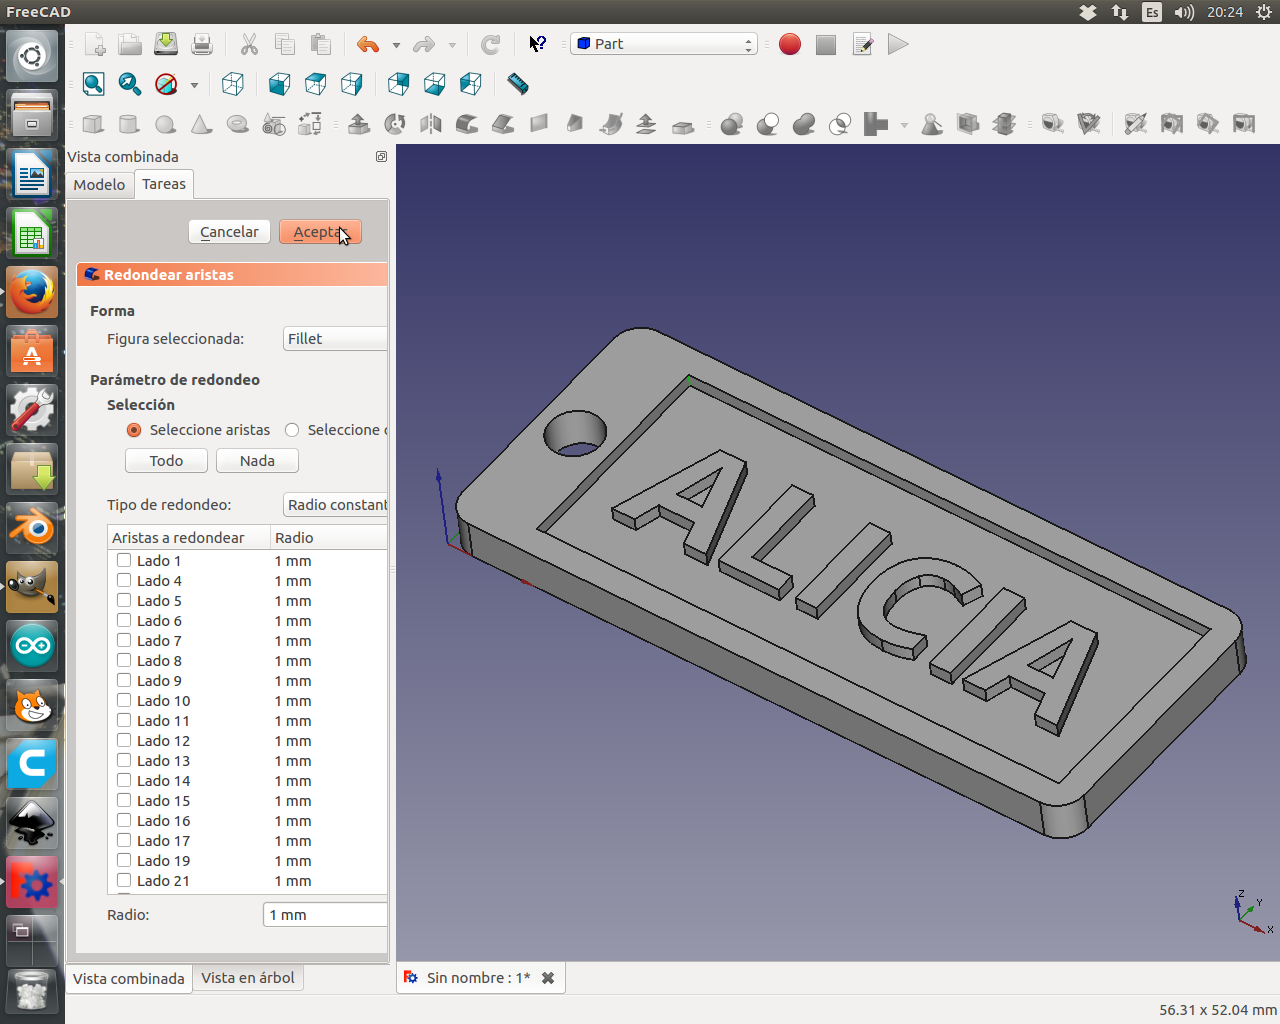 FreeCAD
Es
20:24
Part
Vista combinada
Modelo
Tareas
Cancelar
Aceptar
Redondear aristas
Forma
Figura seleccionada:
Fillet
Parámetro de redondeo
Selección
Seleccione aristas
Seleccione
Todo
Nada
Tipo de redondeo:
Radio constant
Aristas a redondear
Radio
Lado 1 1 mm
Lado 4 1 mm
Lado 5 1 mm
Lado 6 1 mm
Lado 7 1 mm
Lado 8 1 mm
Lado 9 1 mm
Lado 10 1 mm
Lado 11 1 mm
Lado 12 1 mm
Lado 13 1 mm
Lado 14 1 mm
Lado 15 1 mm
Lado 16 1 mm
Lado 17 1 mm
Lado 19 1 mm
Lado 21 1 mm
Radio:
1 mm
Vista combinada
Vista en árbol
ALICIA
Z
Y
X
Sin nombre : 1*
56.31 x 52.04 mm